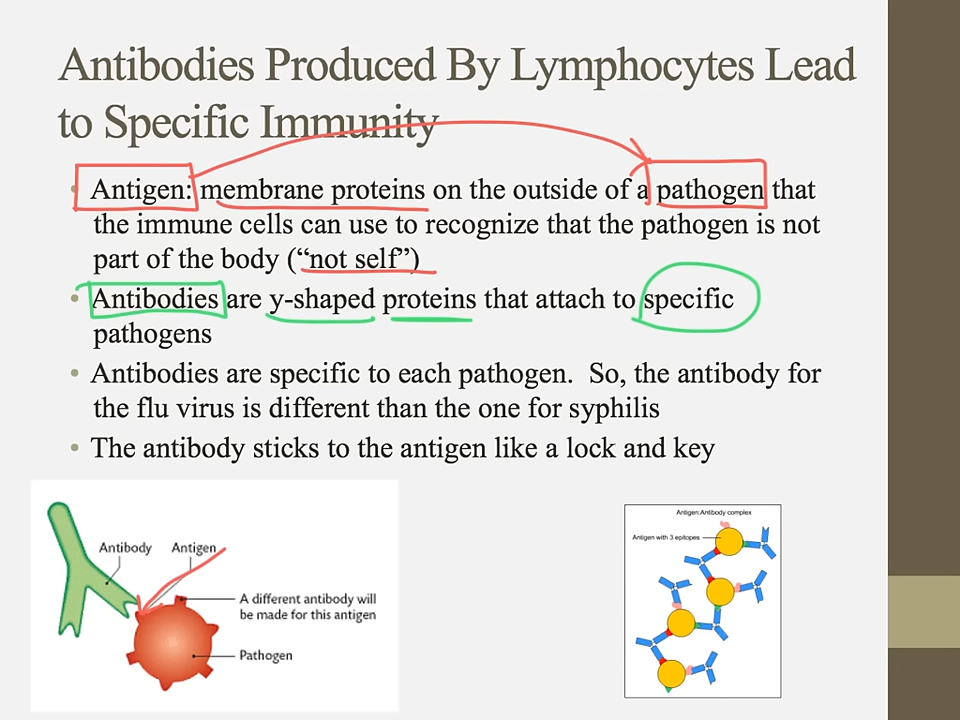 Antibodies Produced By Lymphocytes Lead
to Specific Immunity
• Antigen: membrane proteins on the outside of a pathogen that
the immune cells can use to recognize that the pathogen is not
part of the body (“not self”)
• Antibodies are y-shaped proteins that attach to specific
pathogens
• Antibodies are specific to each pathogen.  So, the antibody for
the flu virus is different than the one for syphilis
• The antibody sticks to the antigen like a lock and key
Antibody
Antigen
A different antibody will
be made for this antigen
Pathogen
Antigen:Antibody complex
Antigen with 3 epitopes